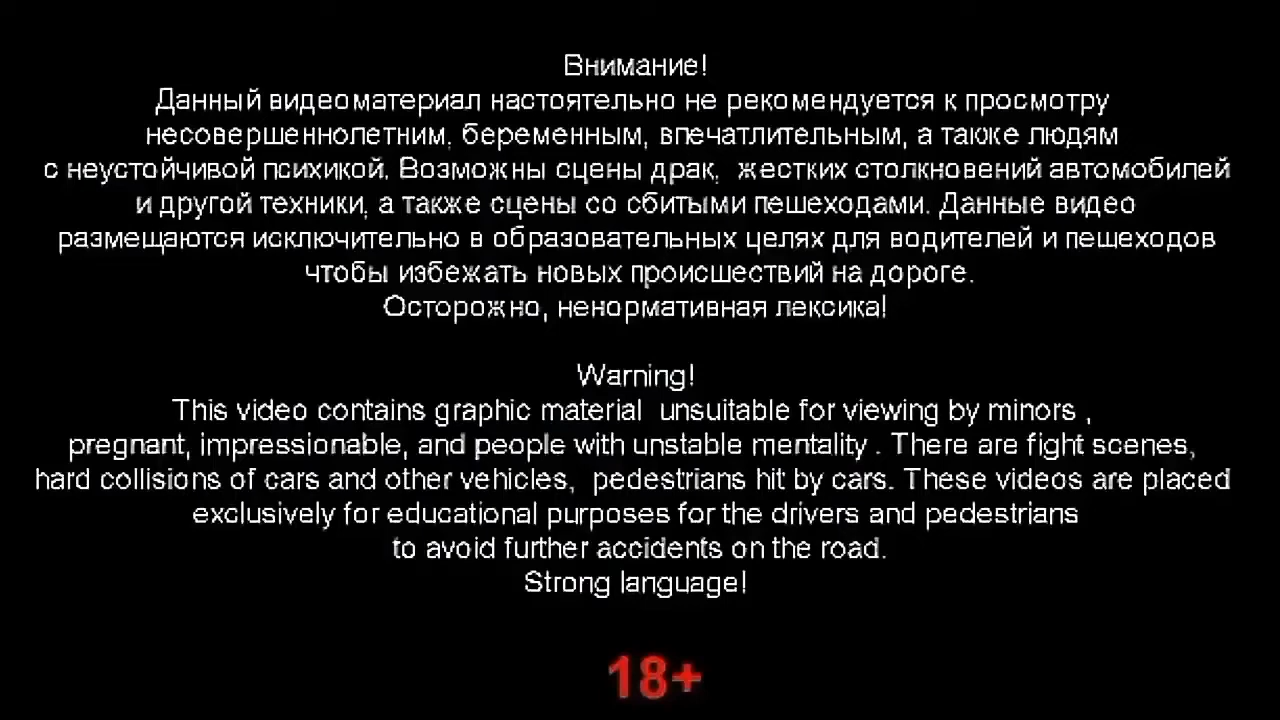 Внимание!
Данный видеоматериал настоятельно не рекомендуется к просмотру
несовершеннолетним, беременным, впечатлительным, а также людям
с неустойчивой психикой. Возможны сцены драк, жестких столкновений автомобилей
и другой техники, а также сцены со сбитыми пешеходами. Данные видео
размещаются исключительно в образовательных целях для водителей и пешеходов
чтобы избежать новых происшествий на дороге.
Осторожно, ненормативная лексика!
Warning!
This video contains graphic material unsuitable for viewing by minors ,
pregnant, impressionable, and people with unstable mentality . There are fight scenes,
hard collisions of cars and other vehicles, pedestrians hit by cars. These videos are placed
exclusively for educational purposes for the drivers and pedestrians
to avoid further accidents on the road.
Strong language!
18+